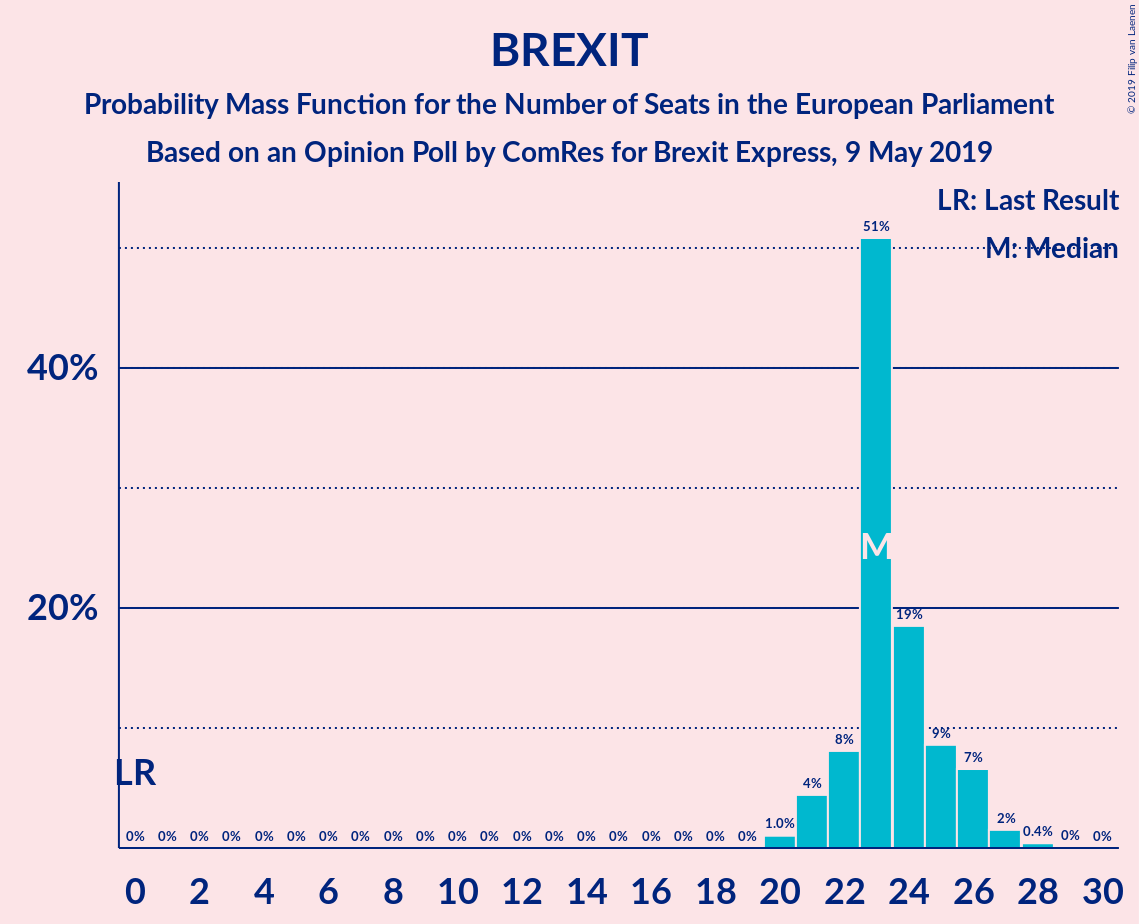 BREXIT
Probability Mass Function for the Number of Seats in the European Parliament
Based on an Opinion Poll by ComRes for Brexit Express, 9 May 2019
© 2019 Filip van Laenen
LR: Last Result
M: Median
40%
20%
51%
M
19%
9%
8%
7%
4%
2%
1.0%
0.4%
LR
0% 0% 0% 0% 0% 0% 0% 0% 0% 0% 0% 0% 0% 0% 0% 0% 0% 0% 0% 0% 0% 0%
0 2 4 6 8 10 12 14 16 18 20 22 24 26 28 30